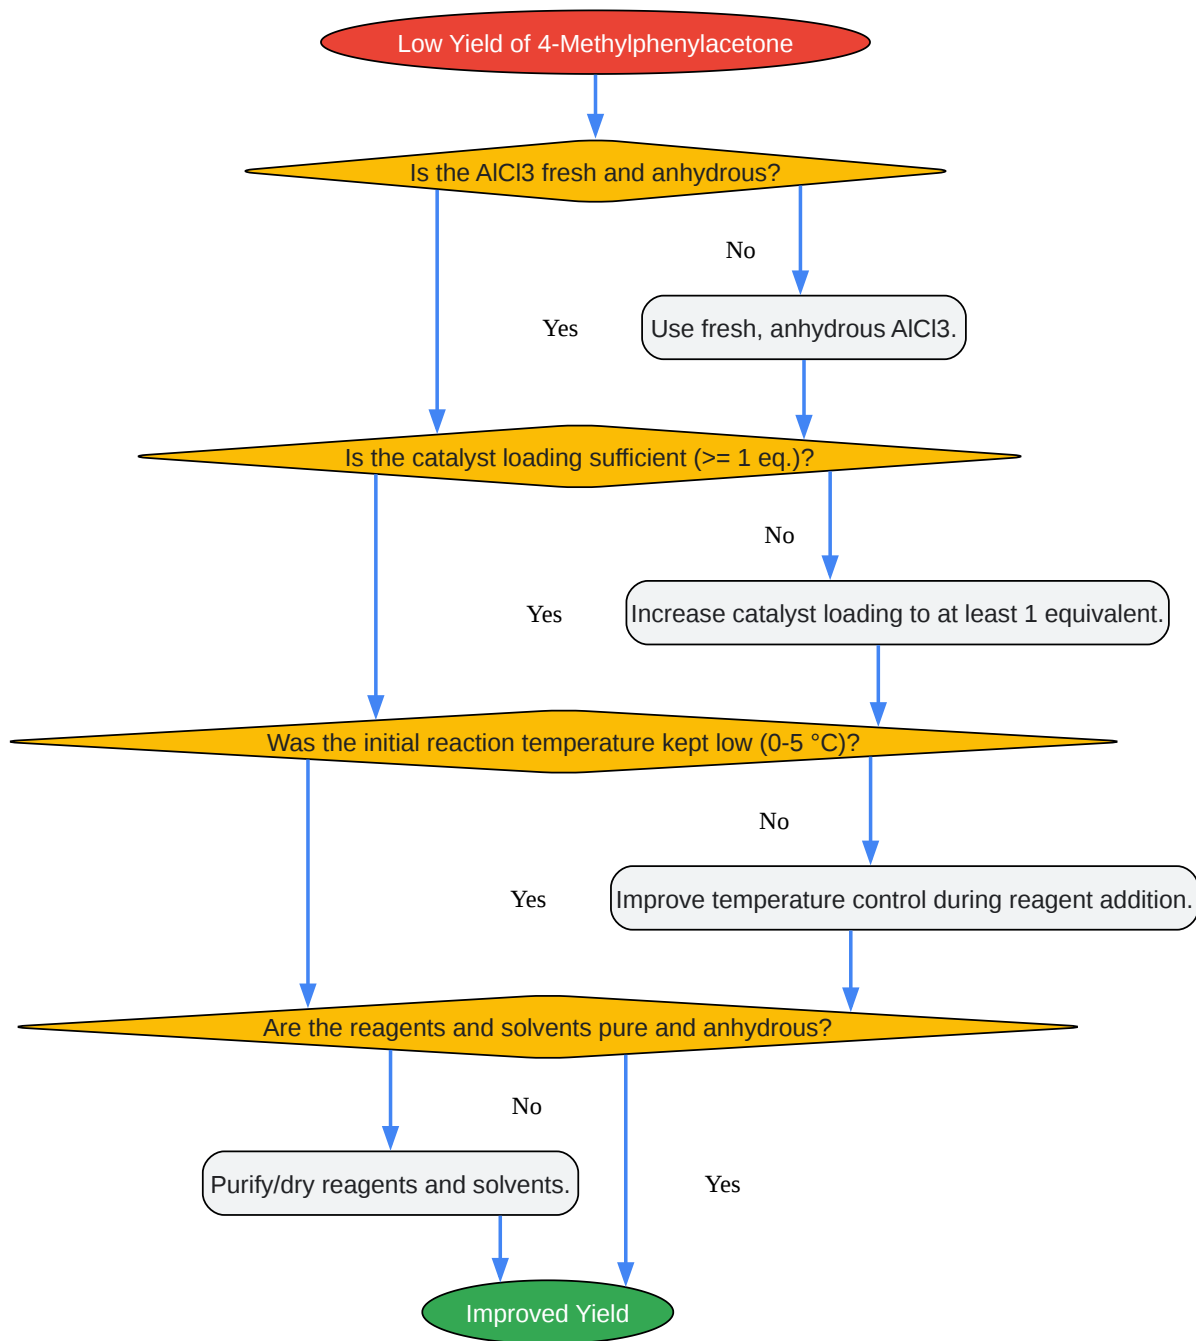 Low Yield of 4-Methylphenylacetone
Is the AlCl3 fresh and anhydrous?
No
Yes
Use fresh, anhydrous AlCl3.
Is the catalyst loading sufficient (>= 1 eq.)?
No
Yes
Increase catalyst loading to at least 1 equivalent.
Was the initial reaction temperature kept low (0-5 °C)?
No
Yes
Improve temperature control during reagent addition.
Are the reagents and solvents pure and anhydrous?
No
Purify/dry reagents and solvents.
Yes
Improved Yield